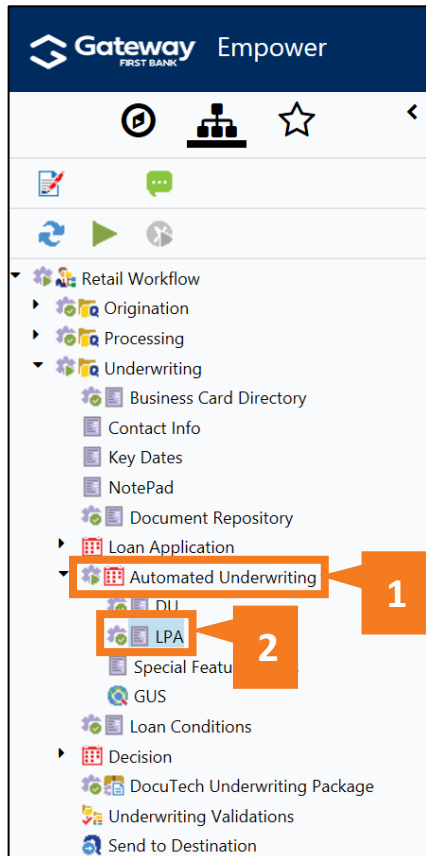 Gateway Empower
FIRST BANK
Retail Workflow
Origination
Processing
Underwriting
Business Card Directory
Contact Info
Key Dates
NotePad
Document Repository
Loan Application
Automated Underwriting
1
DU
LPA
2
Special
GUS
Loan Conditions
Decision
DocuTech Underwriting Package
Underwriting Validations
Send to Destination